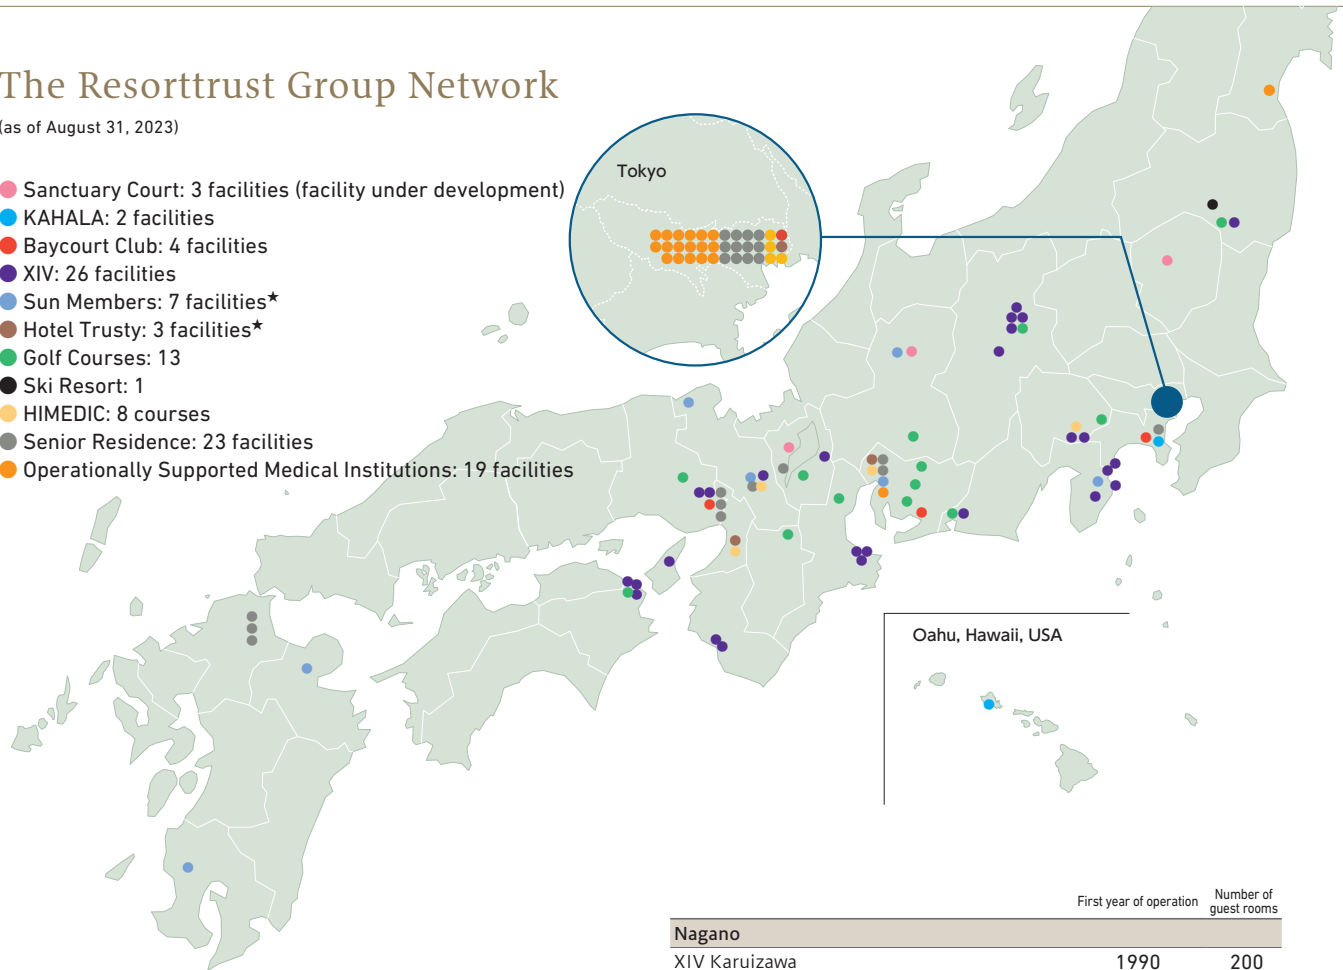 The Resorttrust Group Network
(as of August 31, 2023)
Sanctuary Court: 3 facilities (facility under development)
KAHALA: 2 facilities
Baycourt Club: 4 facilities
XIV: 26 facilities
Sun Members: 7 facilities★
Hotel Trusty: 3 facilities★
Golf Courses: 13
Ski Resort: 1
HIMEDIC: 8 courses
Senior Residence: 23 facilities
Operationally Supported Medical Institutions: 19 facilities
Tokyo
Oahu, Hawaii, USA
First year of operation Number of guest rooms
Nagano
XIV Karuizawa 1990 200